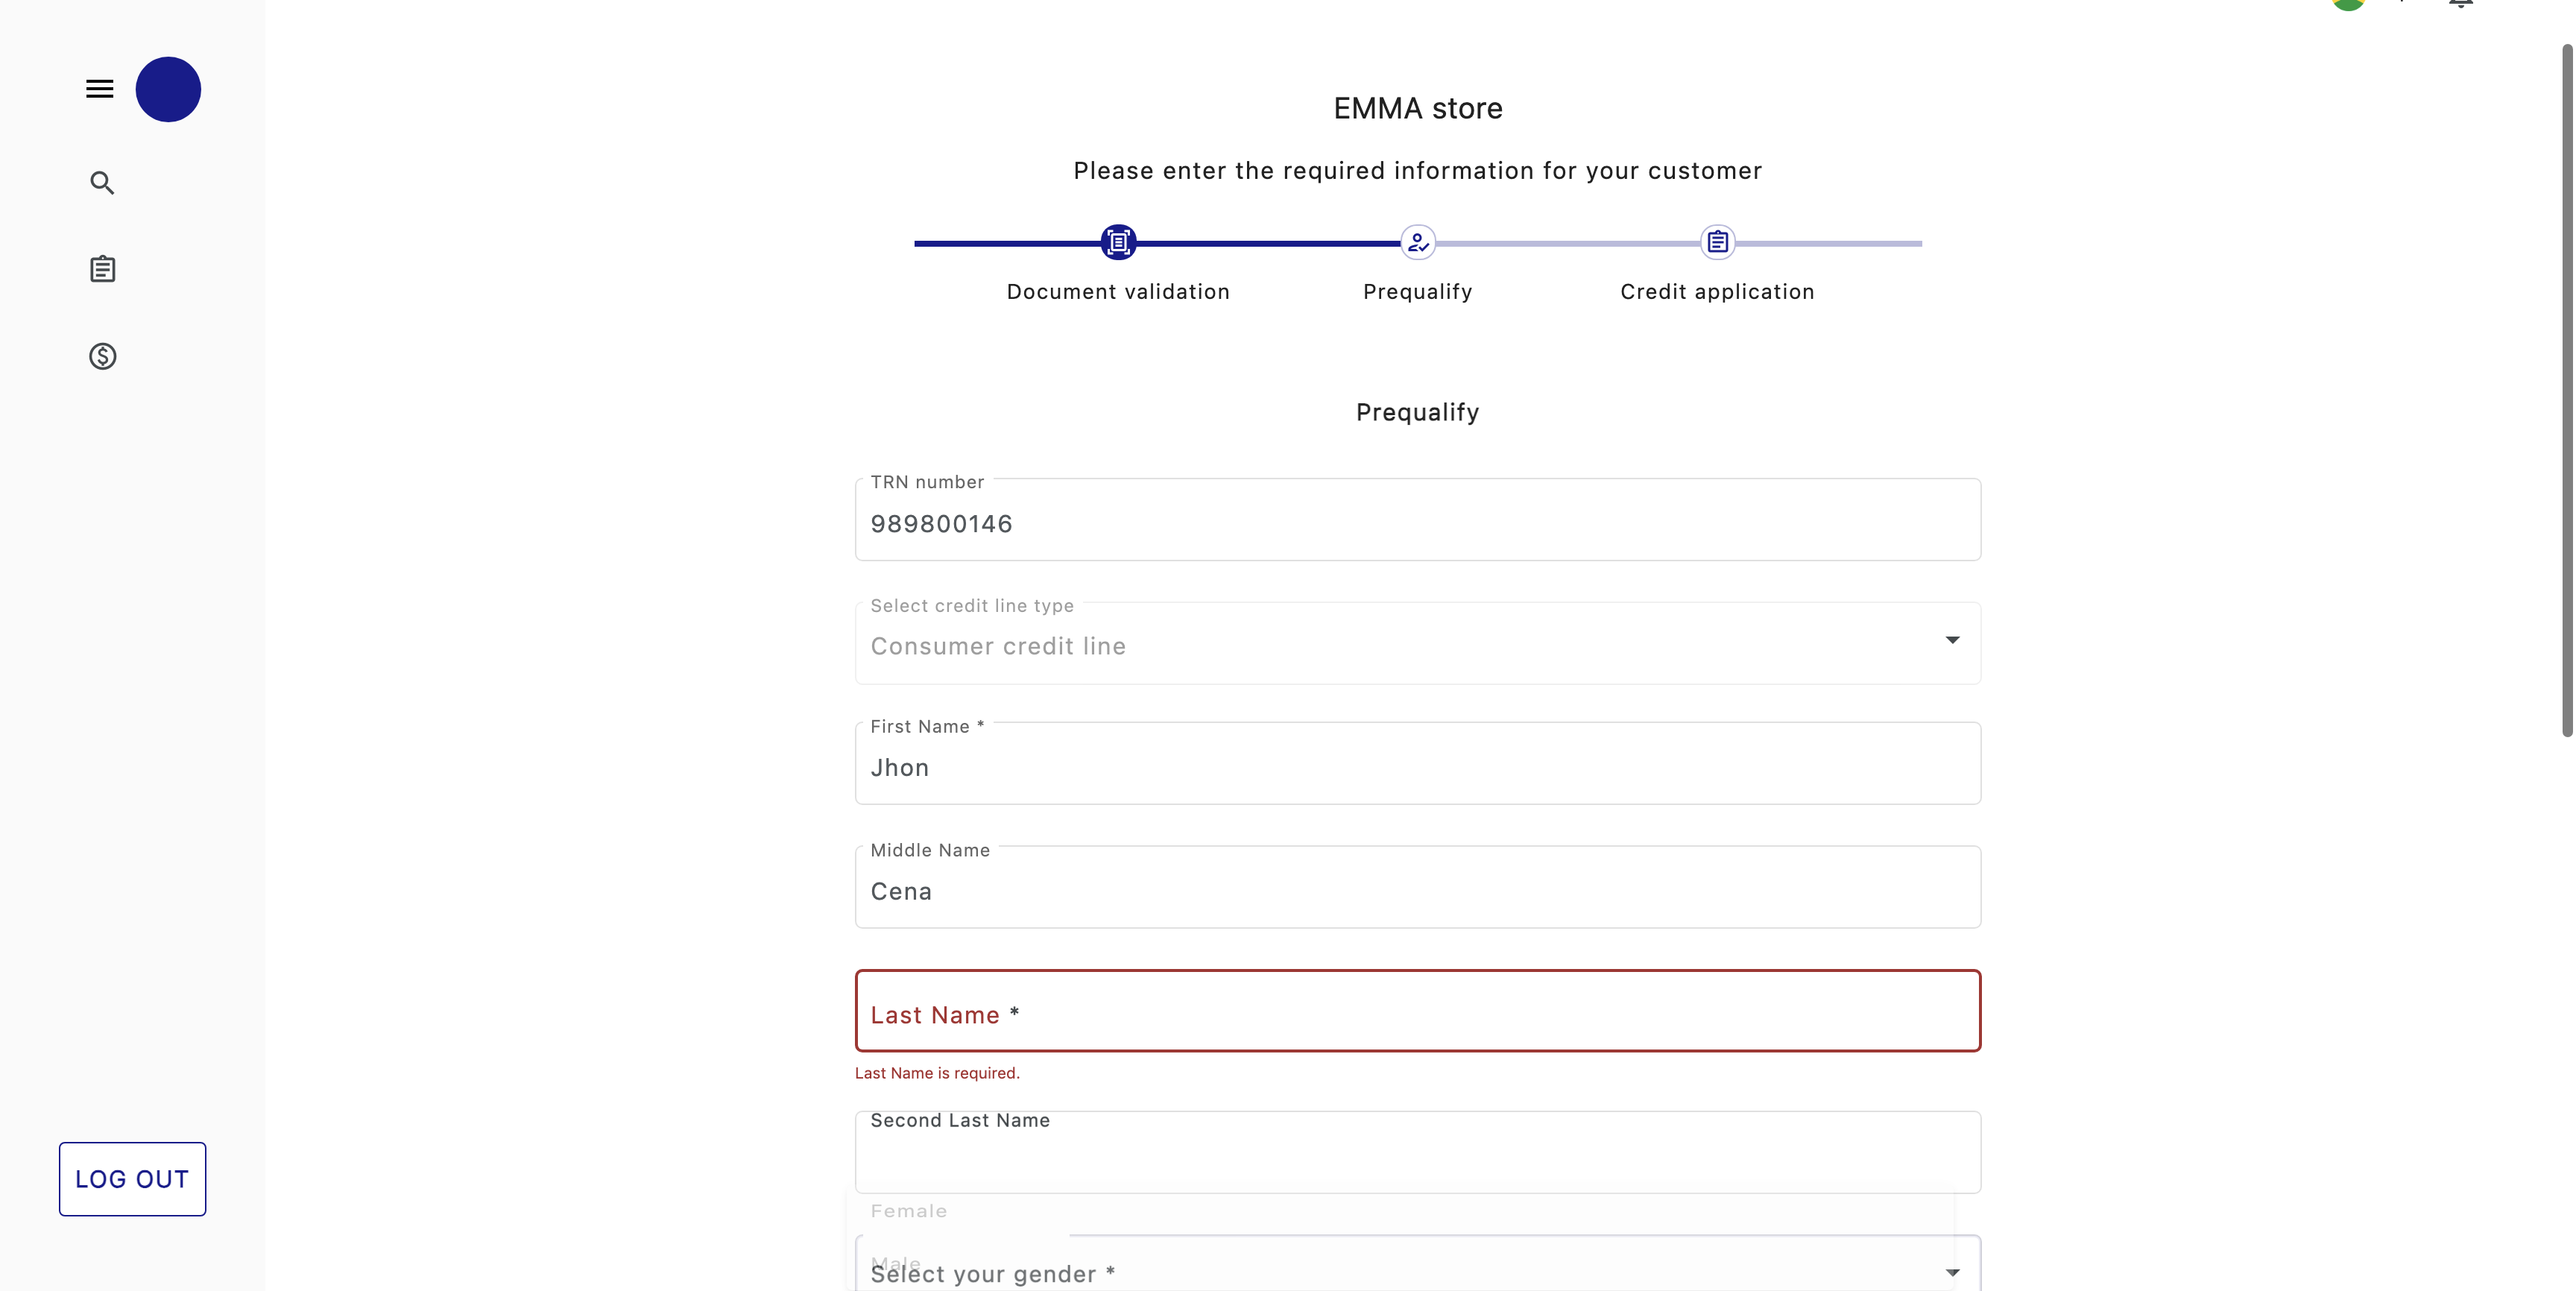 EMMA store
Please enter the required information for your customer
Document validation
Prequalify
Credit application
Prequalify
TRN number
989800146
Select credit line type
Consumer credit line
First Name *
Jhon
Middle Name
Cena
Last Name *
Last Name is required.
Second Last Name
Female
Male
Select your gender *
LOG OUT